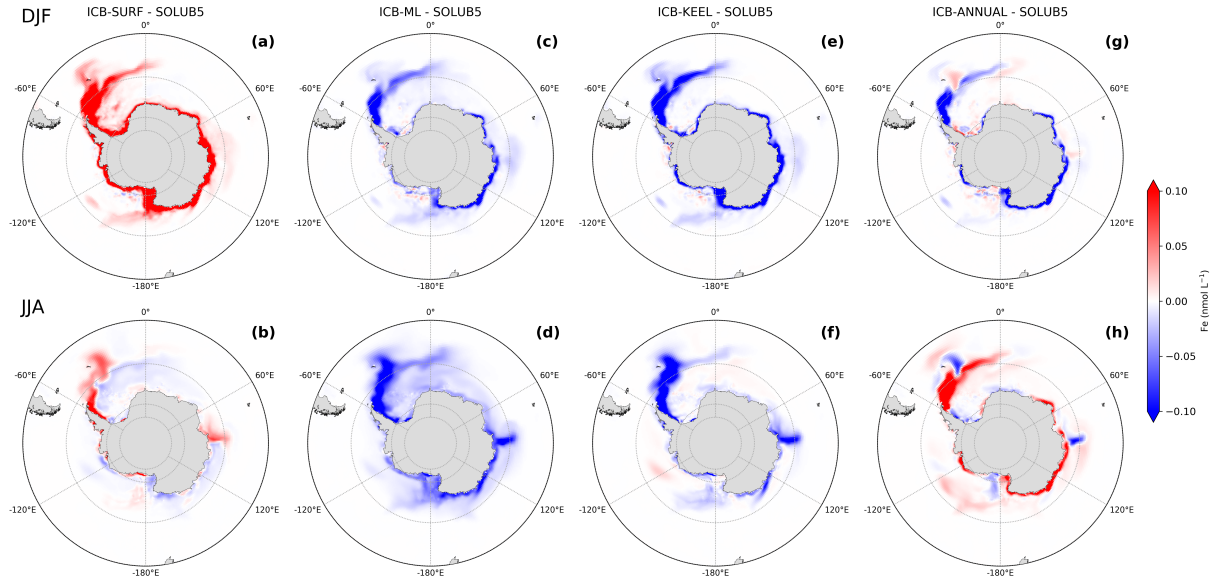 DJF
ICB-SURF - SOLUB5
ICB-ML - SOLUB5
ICB-KEEL - SOLUB5
ICB-ANNUAL - SOLUB5
0°
0°
0°
0°
(a)
(c)
(e)
(g)
-60°E
60°E
-60°E
60°E
-60°E
60°E
-60°E
60°E
-120°E
120°E
-120°E
120°E
-120°E
120°E
-120°E
120°E
-180°E
-180°E
-180°E
-180°E
JJA
0°
0°
0°
0°
(b)
(d)
(f)
(h)
-60°E
60°E
-60°E
60°E
-60°E
60°E
-60°E
60°E
-120°E
120°E
-120°E
120°E
-120°E
120°E
-120°E
120°E
-180°E
-180°E
-180°E
-180°E
0.10
0.05
0.00
−0.05
−0.10
Fe (nmol L⁻¹)